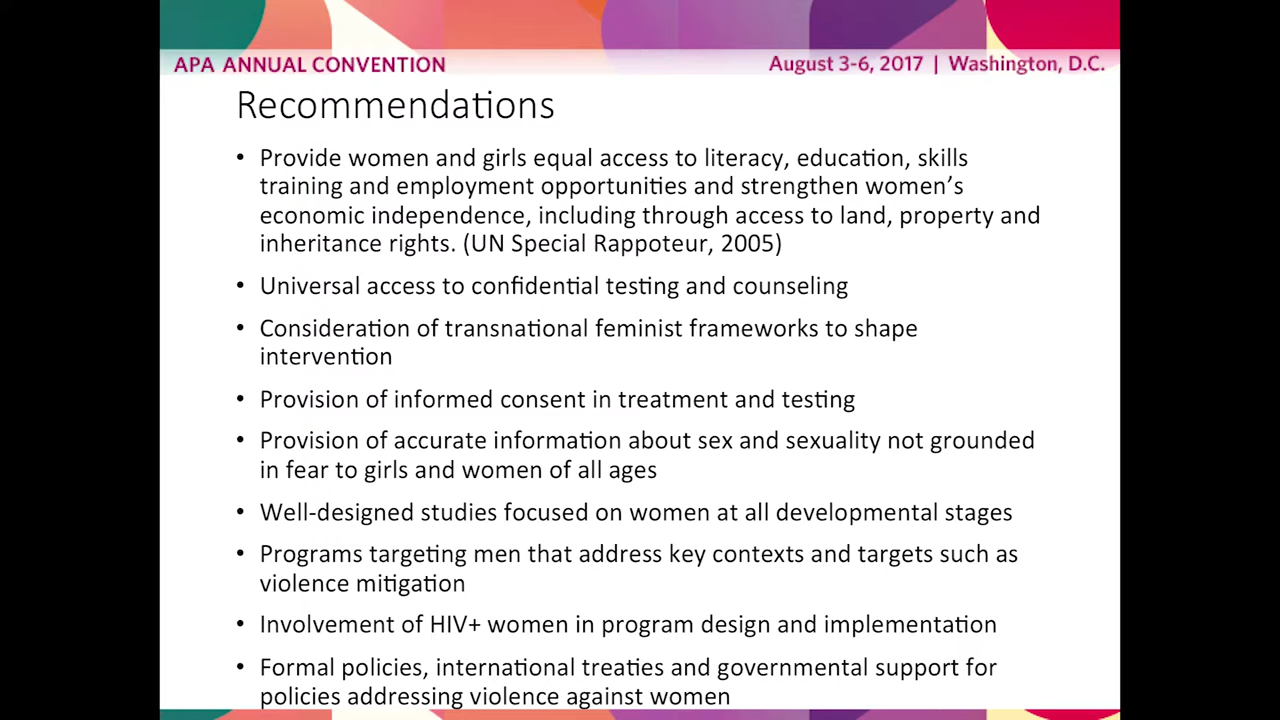 APA ANNUAL CONVENTION
August 3-6, 2017 | Washington, D.C.
Recommendations
• Provide women and girls equal access to literacy, education, skills
training and employment opportunities and strengthen women's
economic independence, including through access to land, property and
inheritance rights. (UN Special Rappoteur, 2005)
• Universal access to confidential testing and counseling
• Consideration of transnational feminist frameworks to shape
intervention
• Provision of informed consent in treatment and testing
• Provision of accurate information about sex and sexuality not grounded
in fear to girls and women of all ages
• Well-designed studies focused on women at all developmental stages
• Programs targeting men that address key contexts and targets such as
violence mitigation
• Involvement of HIV+ women in program design and implementation
• Formal policies, international treaties and governmental support for
policies addressing violence against women